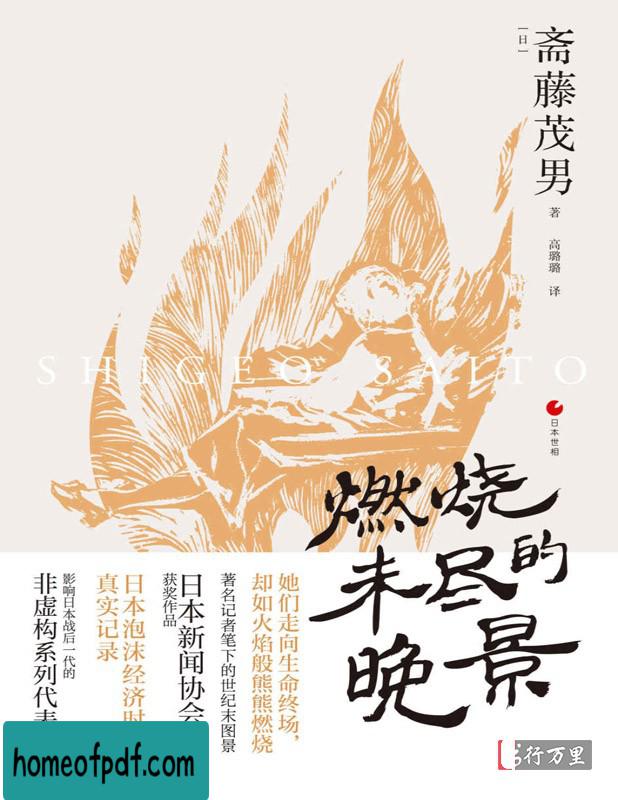 [日]
斋藤茂男
著
高璐璐 译
SHIGEO SAITO
日本世相
燃烧
未尽的
晚景
她们走向生命终场，
却如火焰般熊熊燃烧
著名记者笔下的世纪末图景
日本新闻协会
获奖作品
日本泡沫经济时
真实记录
影响日本战后一代的
非虚构系列代表
homeofpdf.com
书行万里